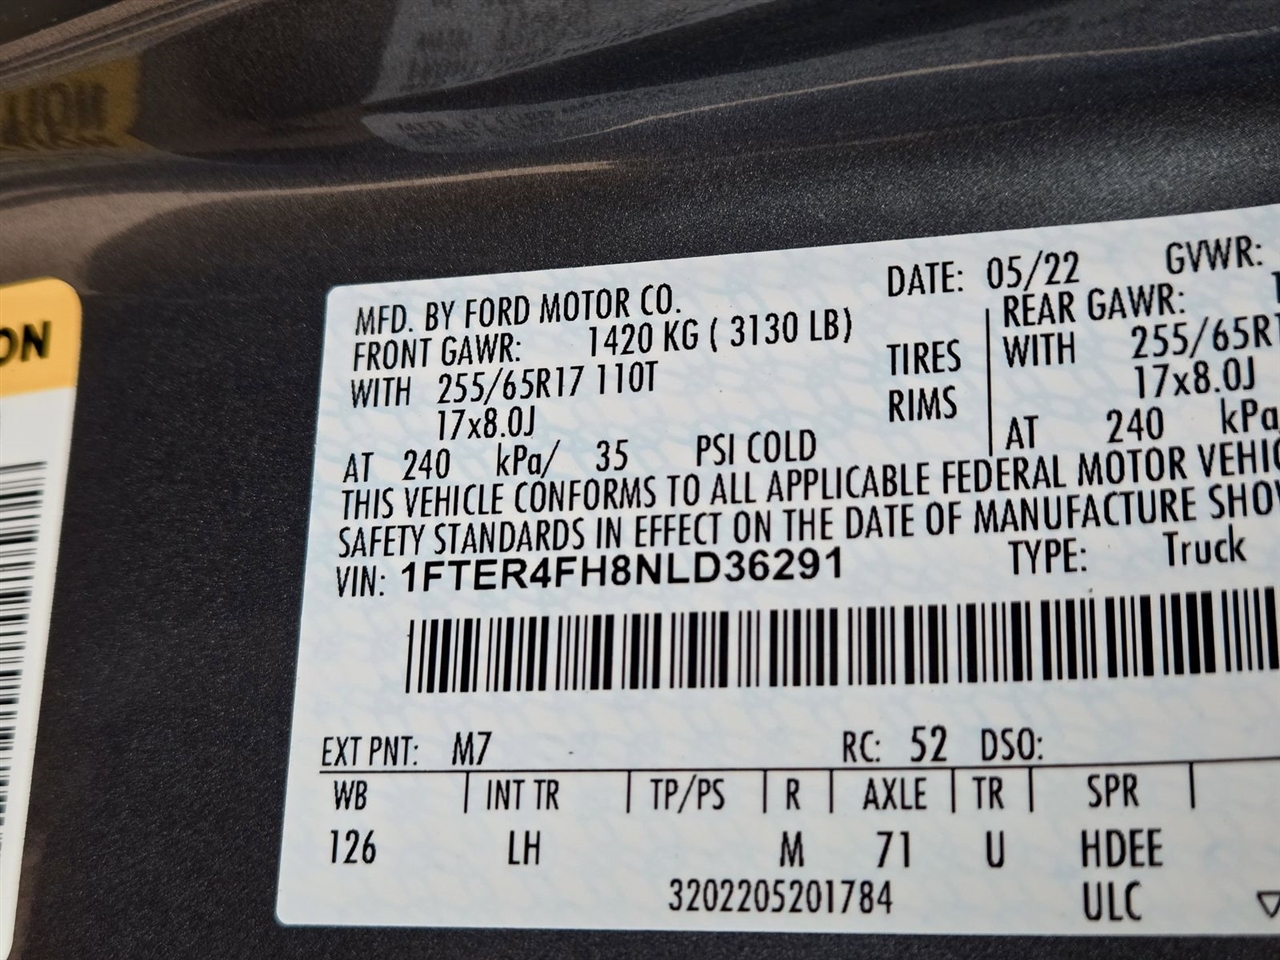 ON
MFD. BY FORD MOTOR CO. DATE: 05/22 GVWR:
FRONT GAWR: 1420 KG ( 3130 LB) REAR GAWR:
WITH 255/65R17 110T TIRES WITH 255/65R1
17x8.0J RIMS 17x8.0J
AT 240 kPa/ 35 PSI COLD AT 240 kPa
THIS VEHICLE CONFORMS TO ALL APPLICABLE FEDERAL MOTOR VEHIC
SAFETY STANDARDS IN EFFECT ON THE DATE OF MANUFACTURE SHO
VIN: 1FTER4FH8NLD36291 TYPE: Truck
EXT PNT: M7 RC: 52 DSO:
WB INT TR TP/PS R AXLE TR SPR
126 LH M 71 U HDEE
3202205201784 ULC